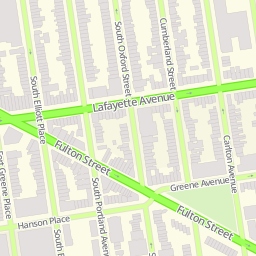 South Oxford Street
Cumberland Street
South Elliott Place
Lafayette Avenue
Fulton Street
Carlton Avenue
Greene Avenue
Fort Greene Place
South Portland Avenue
Hanson Place
Fulton Street
South E